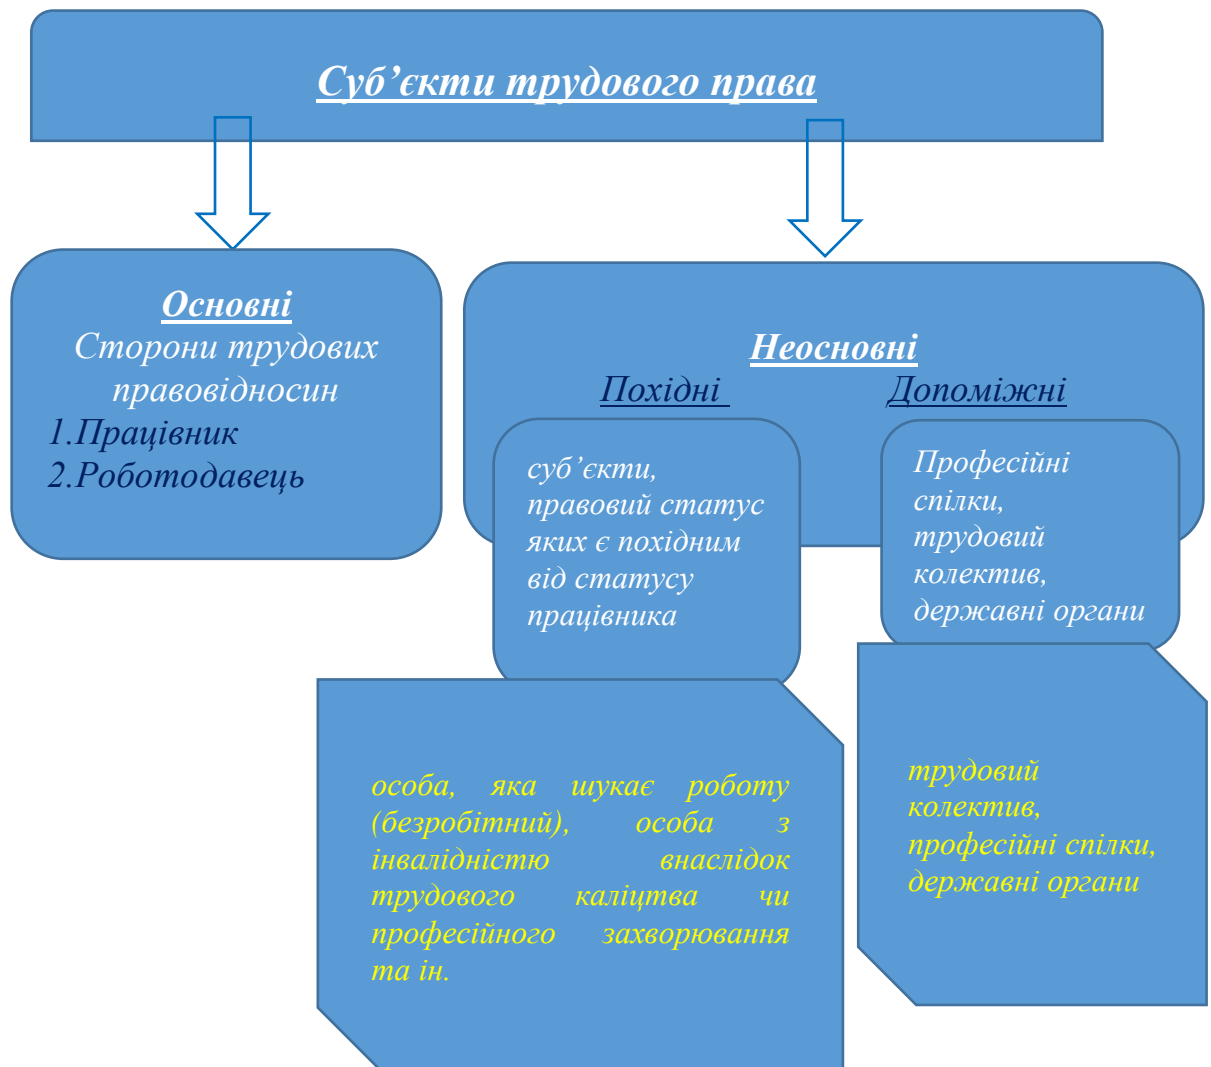 Суб’єкти трудового права
Основні
Сторони трудових
правовідносин
1.Працівник
2.Роботодавець
Неосновні
Похідні Допоміжні
суб’єкти,
правовий статус
яких є похідним
від статусу
працівника
Професійні
спілки,
трудовий
колектив,
державні органи
особа, яка шукає роботу
(безробітний), особа з
інвалідністю внаслідок
трудового каліцтва чи
професійного захворювання
та ін.
трудовий
колектив,
професійні спілки,
державні органи